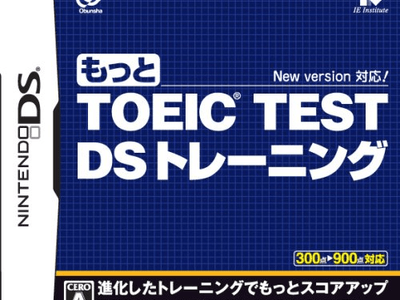 Obunsha
IE Institute
もっと
New version 対応!
TOEIC® TEST
DSトレーニング
NINTENDO DS™
300点▶900点 対応
CERO
A
進化したトレーニングでもっとスコアアップ